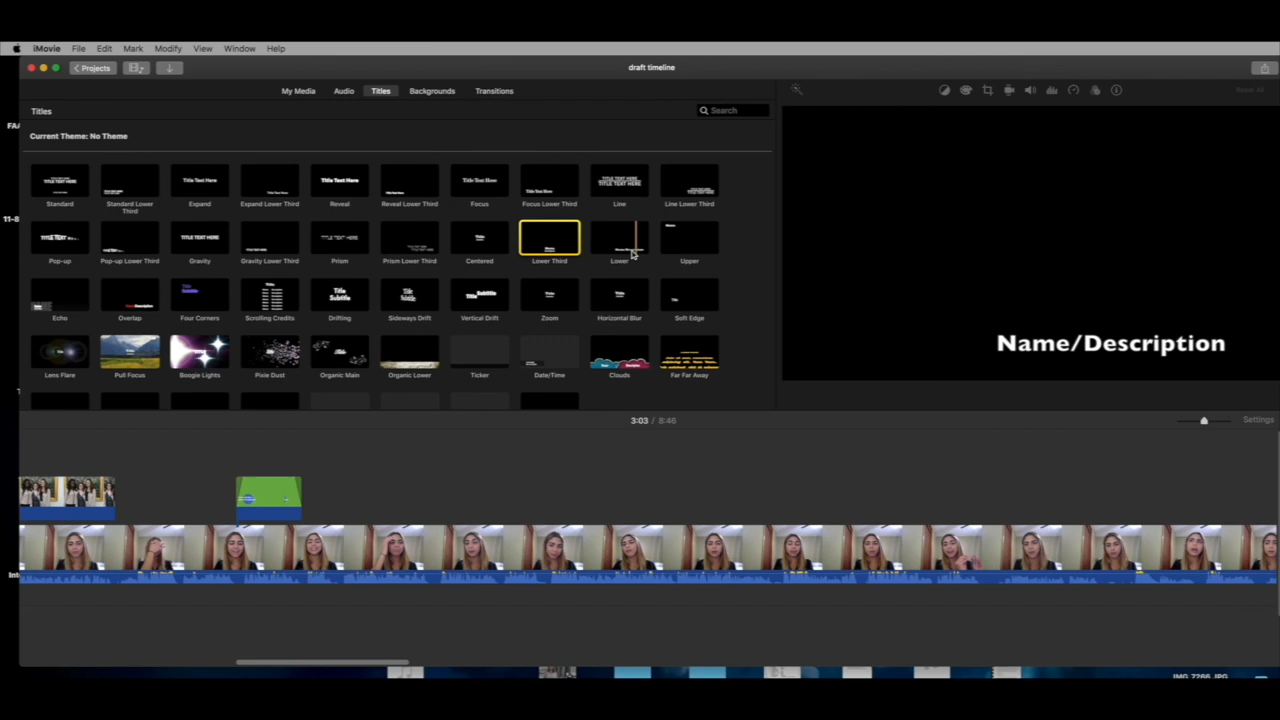 iMovie File Edit Mark Modify View Window Help
Projects
draft timeline
My Media Audio Titles Backgrounds Transitions
Reset All
Titles
Search
Current Theme: No Theme
Standard
Standard Lower Third
Expand
Expand Lower Third
Reveal
Reveal Lower Third
Focus
Focus Lower Third
Line
Line Lower Third
Pop-up
Pop-up Lower Third
Gravity
Gravity Lower Third
Prism
Prism Lower Third
Centered
Lower Third
Lower
Upper
Echo
Overlap
Four Corners
Scrolling Credits
Drifting
Sideways Drift
Vertical Drift
Zoom
Horizontal Blur
Soft Edge
Lens Flare
Pull Focus
Boogie Lights
Pixie Dust
Organic Main
Organic Lower
Ticker
Date/Time
Clouds
Far Far Away
Name/Description
3:03 / 8:46
Settings
IMG_7266.JPG